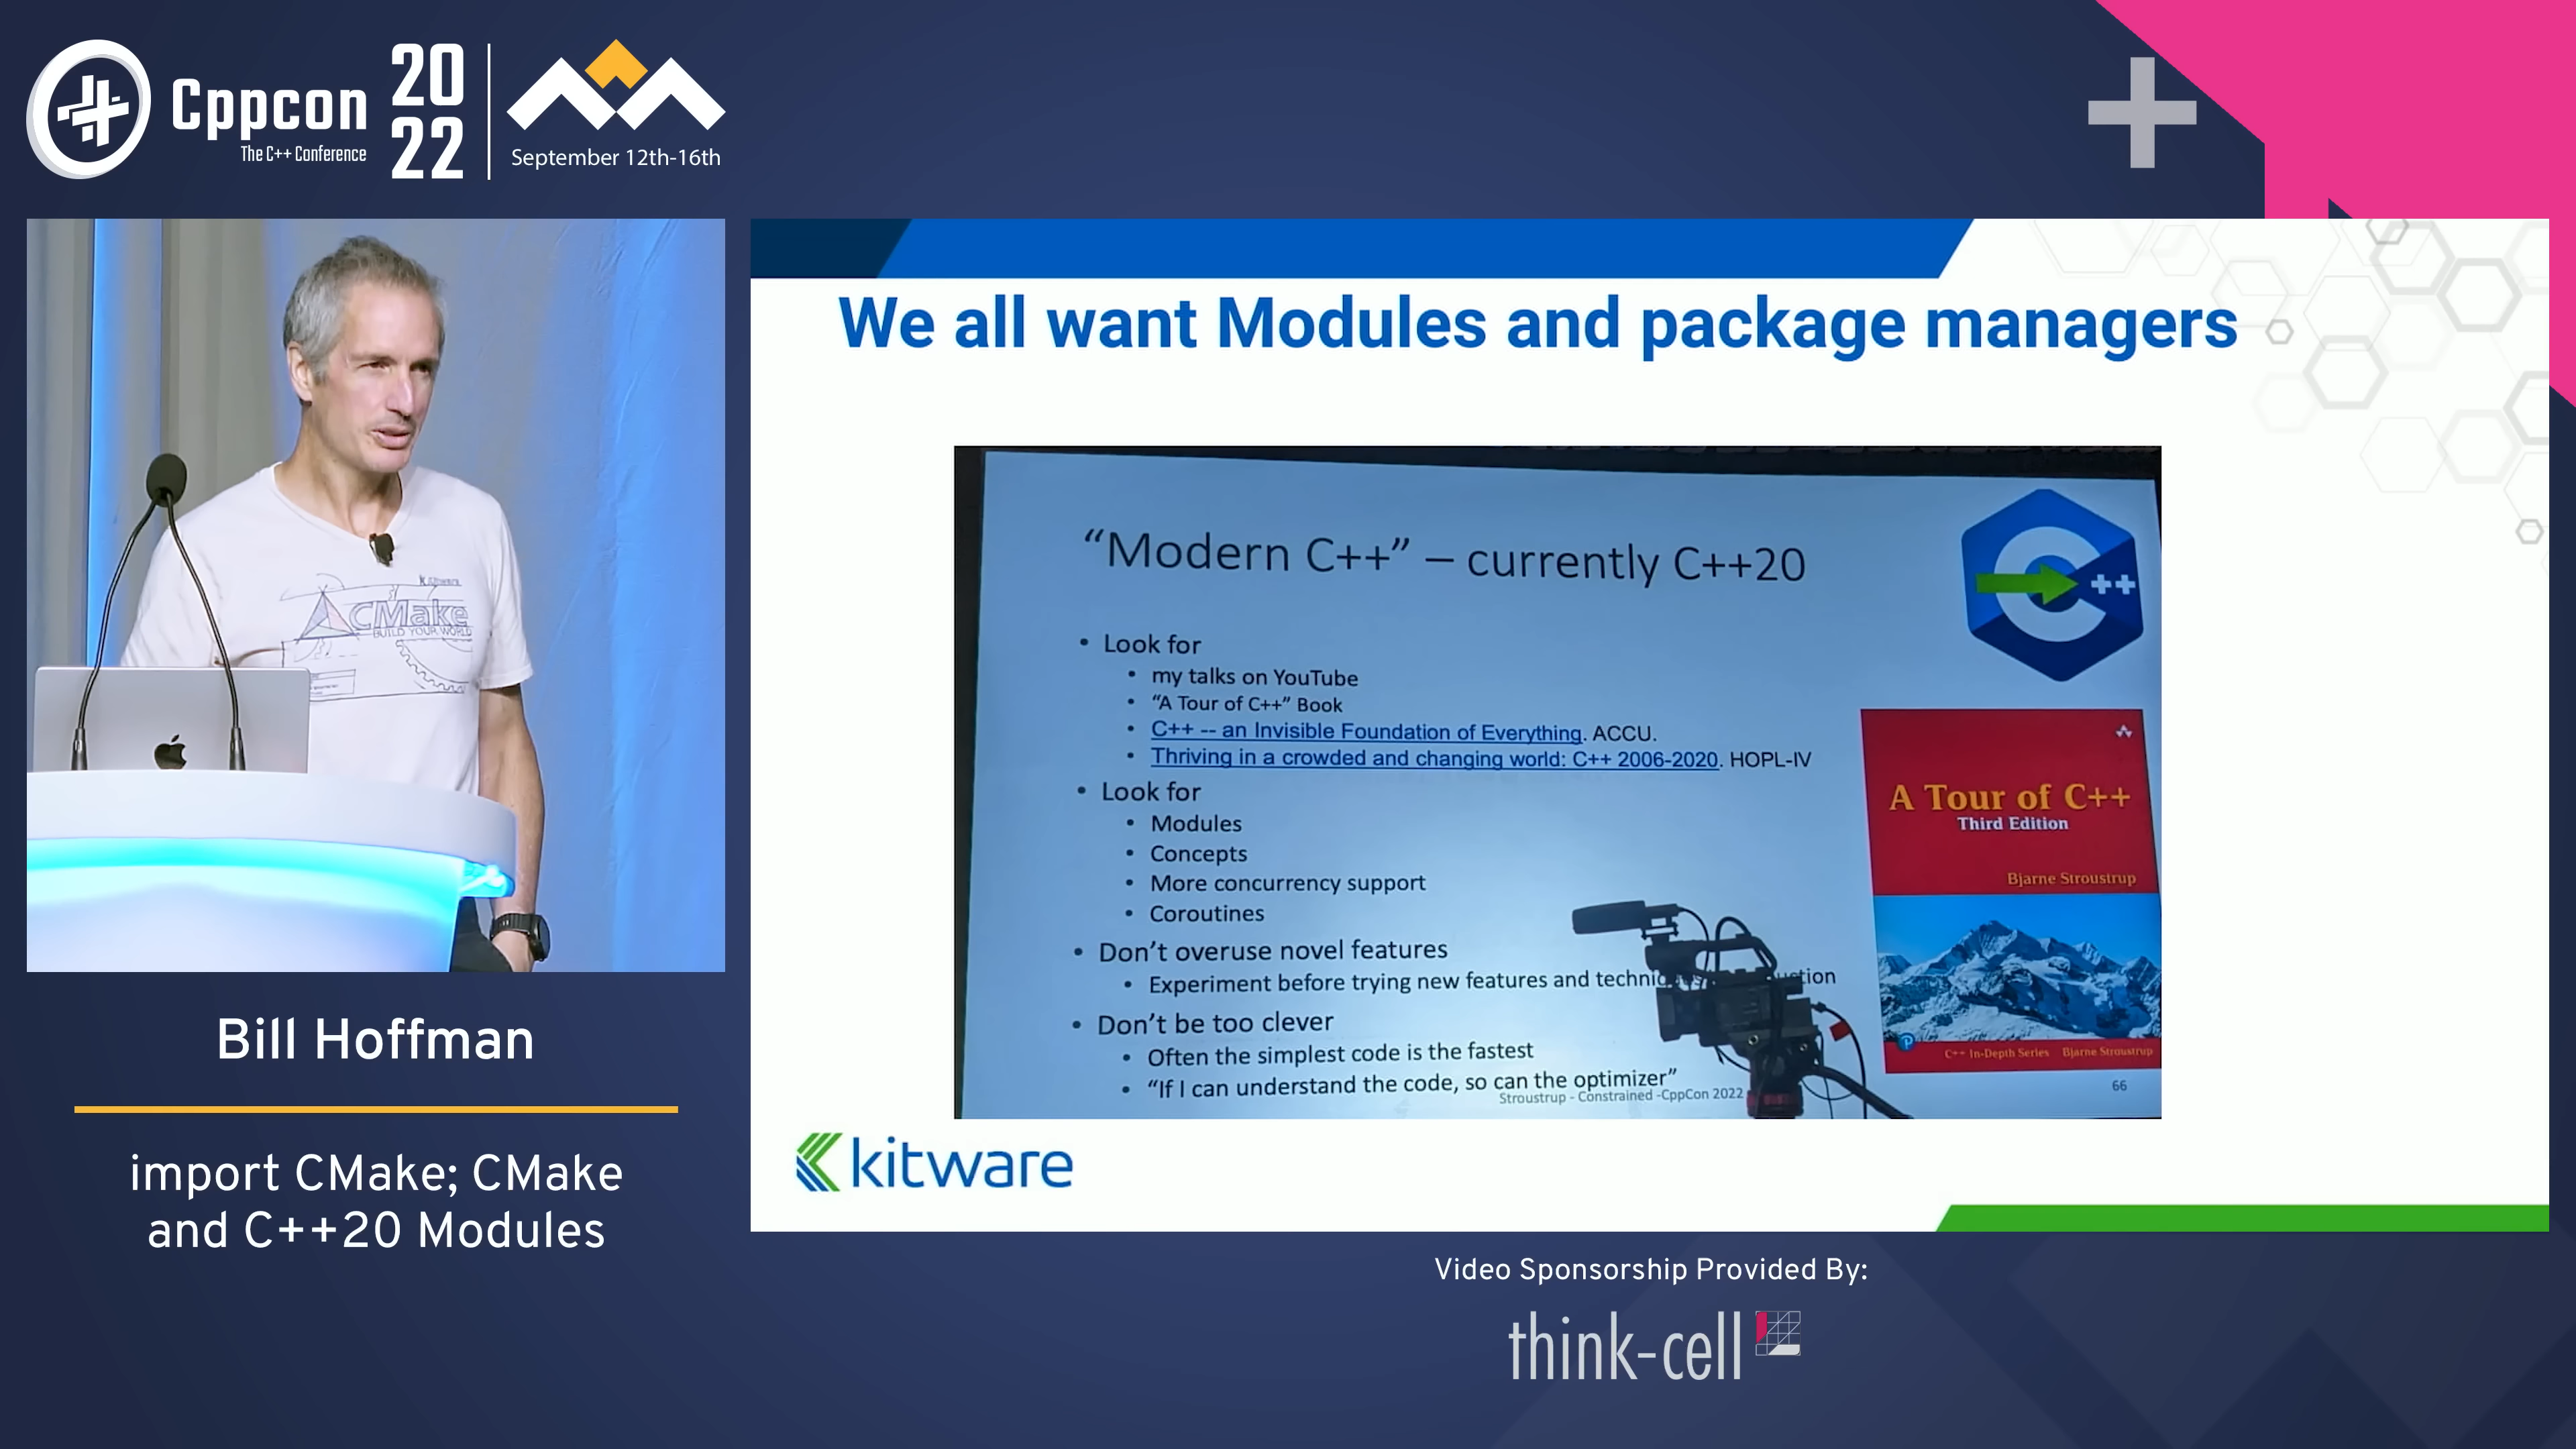 Cppcon
The C++ Conference
20
22
September 12th-16th
We all want Modules and package managers
"Modern C++" – currently C++20
• Look for
• my talks on YouTube
• "A Tour of C++" Book
• C++ -- an Invisible Foundation of Everything. ACCU.
• Thriving in a crowded and changing world: C++ 2006-2020. HOPL-IV
• Look for
• Modules
• Concepts
• More concurrency support
• Coroutines
• Don't overuse novel features
• Experiment before trying new features and
• Don't be too clever
• Often the simplest code is the fastest
• "If I can understand the code, so can the optimizer"
Stroustrup - Constrained -CppCon 2022
66
C
++
A Tour of C++
Third Edition
Bjarne Stroustrup
C++ In-Depth Series Bjarne Stroustrup
kitware
CMake
BUILD YOUR WORLD
Bill Hoffman
import CMake; CMake
and C++20 Modules
kitware
Video Sponsorship Provided By:
think-cell